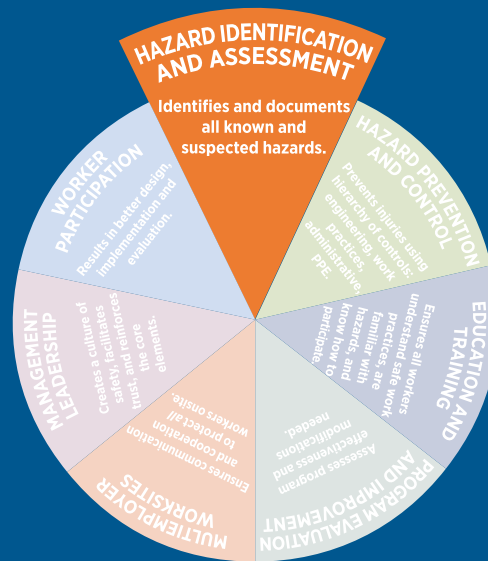 HAZARD IDENTIFICATION
AND ASSESSMENT
Identifies and documents
all known and
suspected hazards.
HAZARD PREVENTION
AND CONTROL
Prevents injuries using
hierarchy of controls:
engineering, work
practices,
administrative,
PPE.
EDUCATION AND
TRAINING
Ensures all workers
understand safe work
practices, are
familiar with
hazards, and
know how to
participate.
PROGRAM EVALUATION
AND IMPROVEMENT
Assesses program
effectiveness and
modifications
needed.
MULTIEMPLOYER
WORKSITES
Ensures communication
and cooperation
to protect all
workers onsite.
MANAGEMENT
LEADERSHIP
Creates a culture of
safety, facilitates
trust, and reinforces
the core
elements.
WORKER
PARTICIPATION
Results in better design,
implementation and
evaluation.